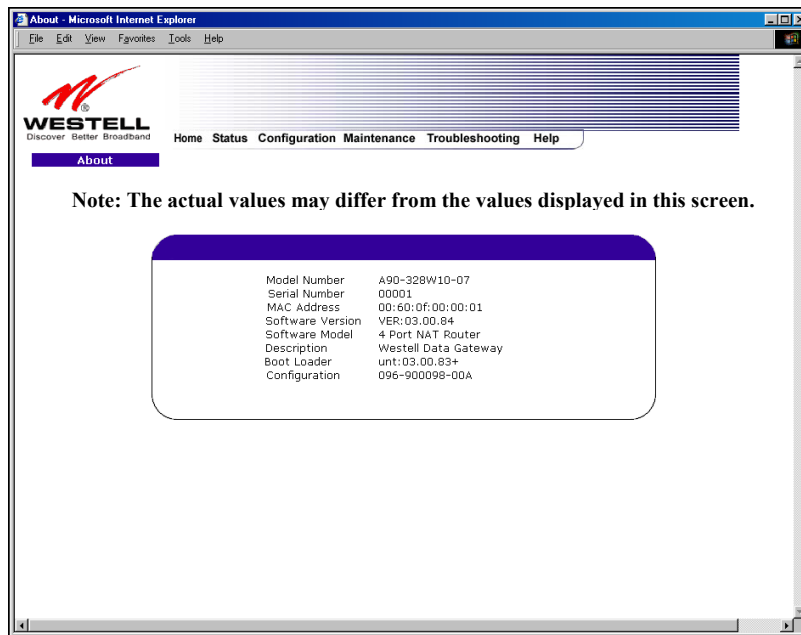 About - Microsoft Internet Explorer
File Edit View Favorites Tools Help
®
WESTELL
Discover Better Broadband
Home Status Configuration Maintenance Troubleshooting Help
About
Note: The actual values may differ from the values displayed in this screen.
Model Number A90-328W10-07
Serial Number 00001
MAC Address 00:60:0f:00:00:01
Software Version VER:03.00.84
Software Model 4 Port NAT Router
Description Westell Data Gateway
Boot Loader unt:03.00.83+
Configuration 096-900098-00A